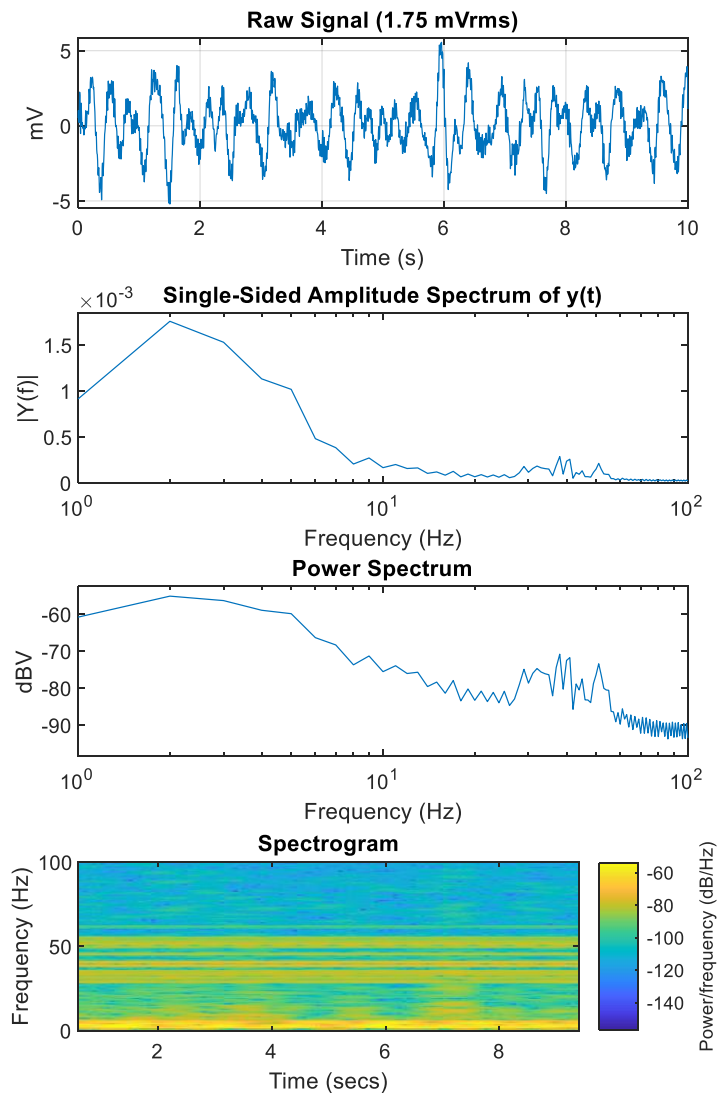 Raw Signal (1.75 mVrms)
5
0
-5
mV
0 2 4 6 8 10
Time (s)
×10-3
Single-Sided Amplitude Spectrum of y(t)
1.5
1
0.5
0
|Y(f)|
100 101 102
Frequency (Hz)
Power Spectrum
-60
-70
-80
-90
dBV
100 101 102
Frequency (Hz)
Spectrogram
100
50
0
Frequency (Hz)
2 4 6 8
Time (secs)
-60
-80
-100
-120
-140
Power/frequency (dB/Hz)